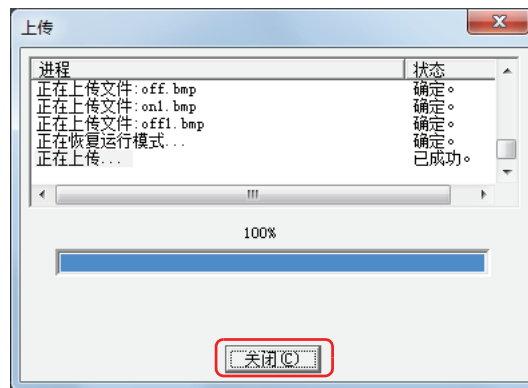 上传
进程 状态
正在上传文件:off.bmp 确定。
正在上传文件:on1.bmp 确定。
正在上传文件:off1.bmp 确定。
正在恢复运行模式... 确定。
正在上传... 已成功。
100%
关闭(C)